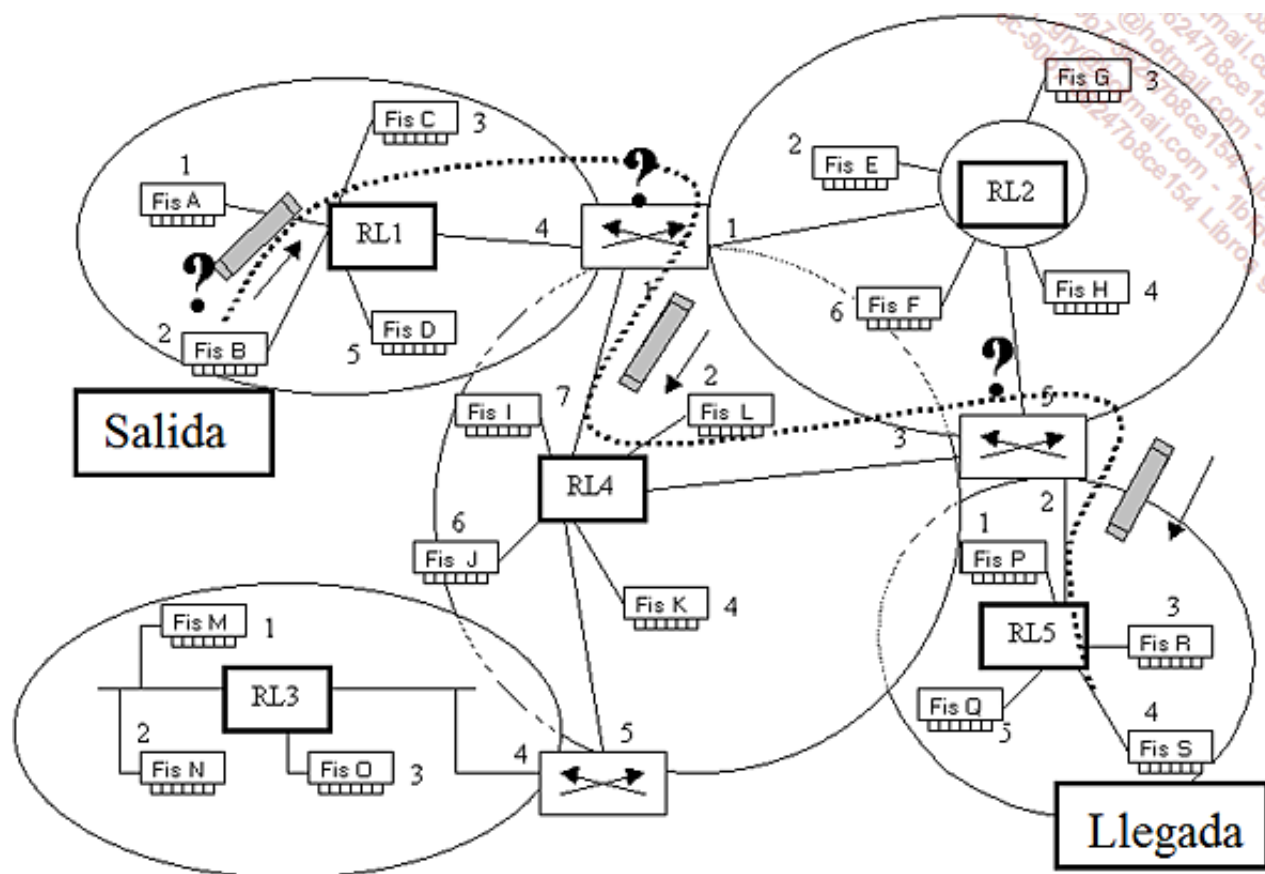 Fis G
3
Fis C
3
1
Fis A
2
Fis E
RL2
RL1
4
?
1
?
2
Fis B
5
Fis D
6
Fis F
Fis H
4
Salida
1
?
7
2
Fis I
Fis L
3
5
RL4
6
Fis J
2
1
Fis P
Fis K
4
3
RL5
Fis R
Fis M
1
RL3
2
Fis N
Fis O
3
4
5
Fis Q
5
4
Fis S
Llegada